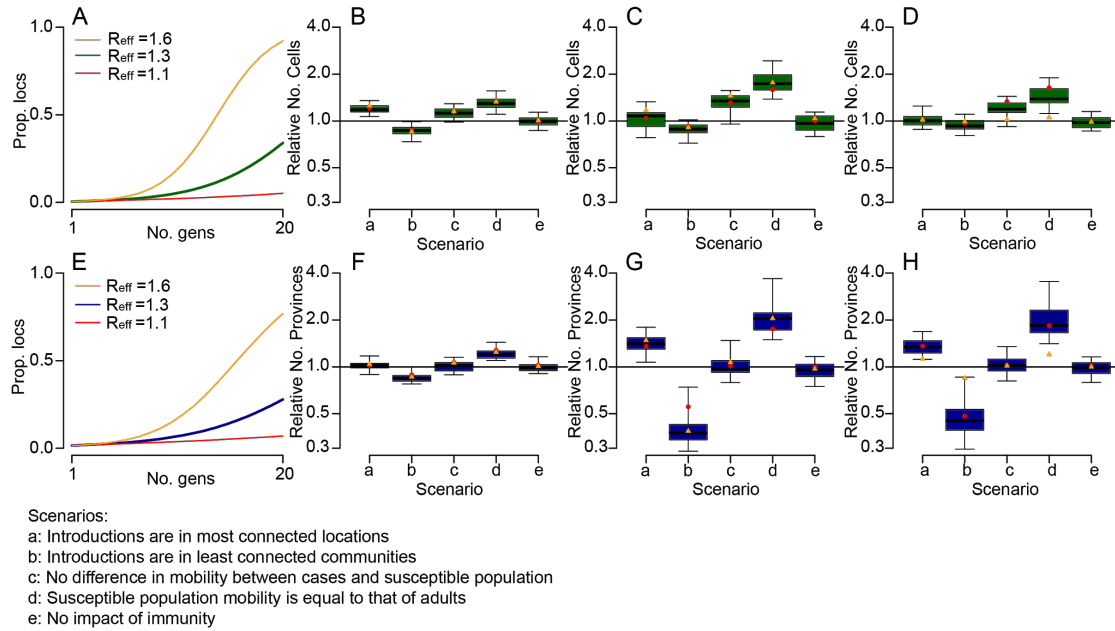 A
B
C
D
Prop. locs
1.0
0.5
0.0
Reff =1.6
Reff =1.3
Reff =1.1
1
20
No. gens
Relative No. Cells
4.0
2.0
1.0
0.5
0.3
a b c d e
Scenario
Relative No. Cells
4.0
2.0
1.0
0.5
0.3
a b c d e
Scenario
Relative No. Cells
4.0
2.0
1.0
0.5
0.3
a b c d e
Scenario
E
F
G
H
Prop. locs
1.0
0.5
0.0
Reff =1.6
Reff =1.3
Reff =1.1
1
20
No. gens
Relative No. Provinces
4.0
2.0
1.0
0.5
0.3
a b c d e
Scenario
Relative No. Provinces
4.0
2.0
1.0
0.5
0.3
a b c d e
Scenario
Relative No. Provinces
4.0
2.0
1.0
0.5
0.3
a b c d e
Scenario
Scenarios:
a: Introductions are in most connected locations
b: Introductions are in least connected communities
c: No difference in mobility between cases and susceptible population
d: Susceptible population mobility is equal to that of adults
e: No impact of immunity